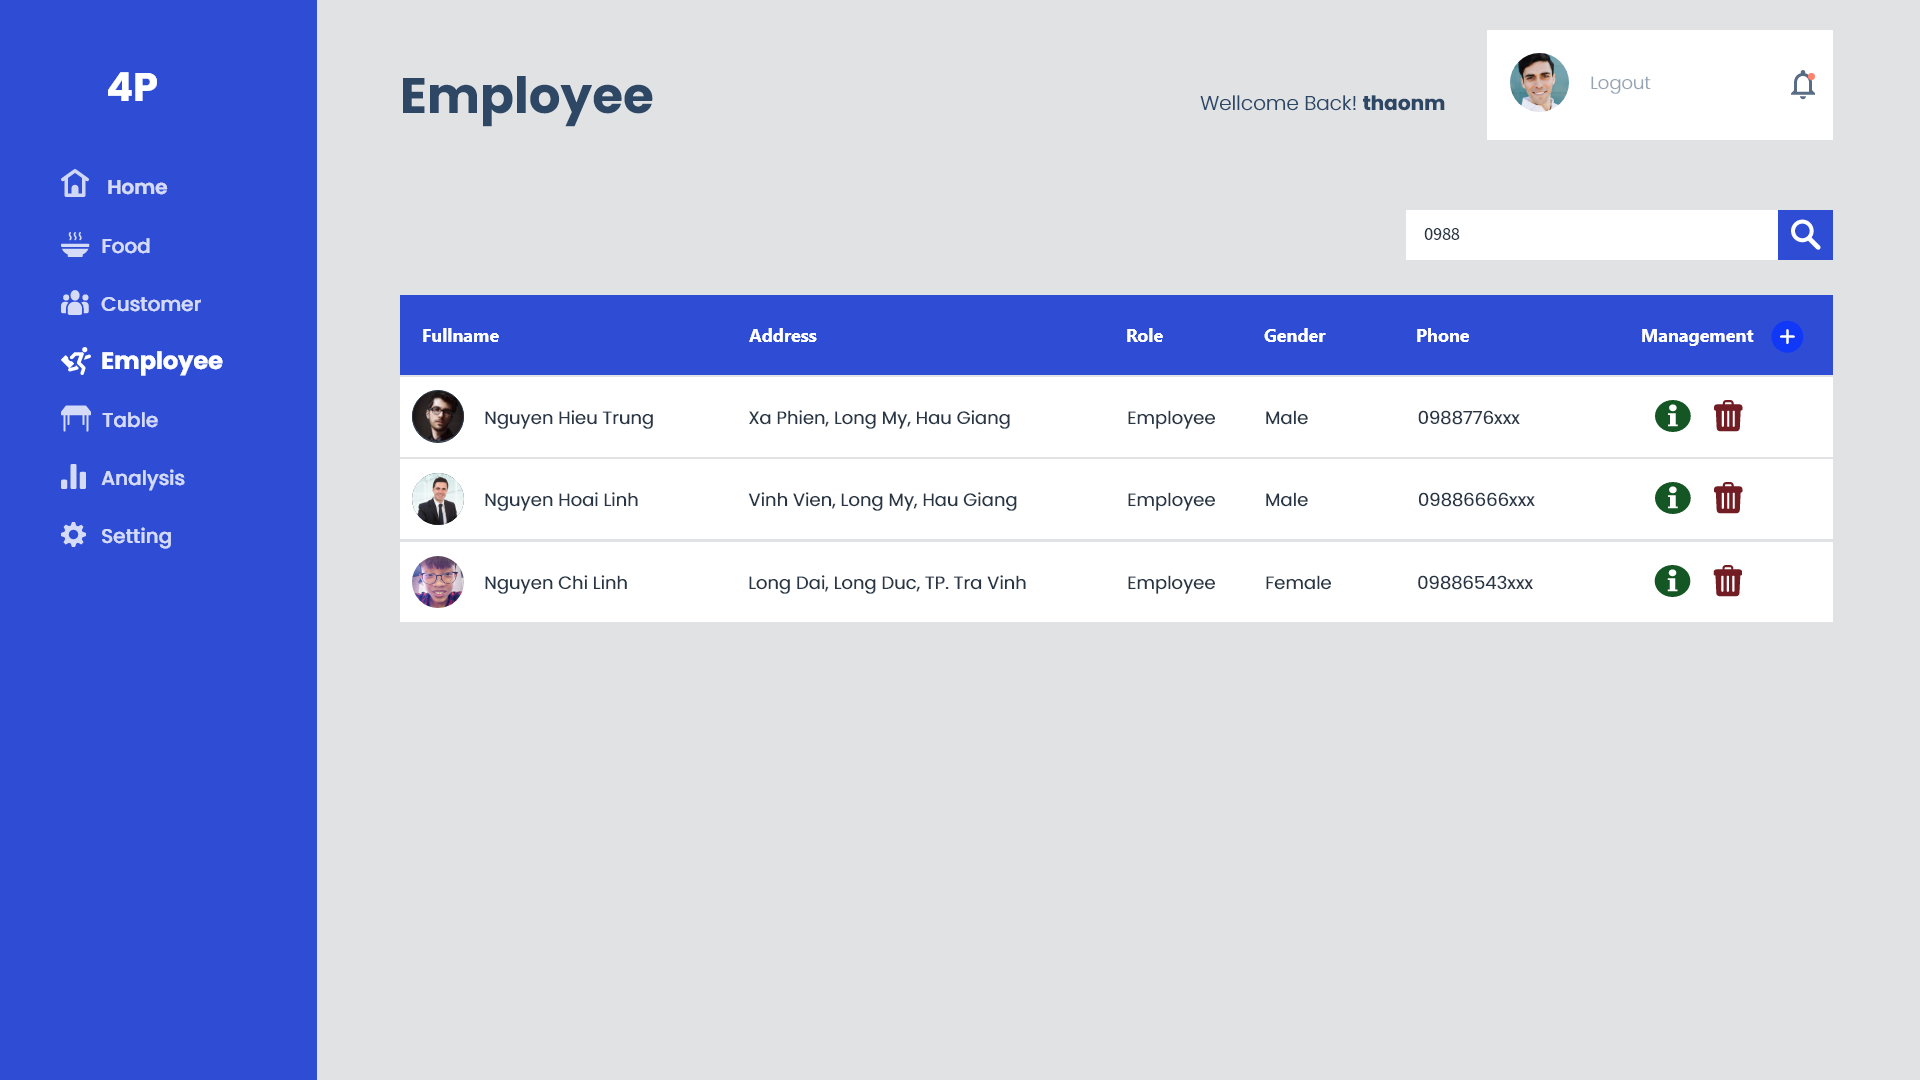 4P
Home
Food
Customer
Employee
Table
Analysis
Setting
Employee
Wellcome Back! thaonm
Logout
0988
Fullname Address Role Gender Phone Management
Nguyen Hieu Trung Xa Phien, Long My, Hau Giang Employee Male 0988776xxx
Nguyen Hoai Linh Vinh Vien, Long My, Hau Giang Employee Male 09886666xxx
Nguyen Chi Linh Long Dai, Long Duc, TP. Tra Vinh Employee Female 09886543xxx